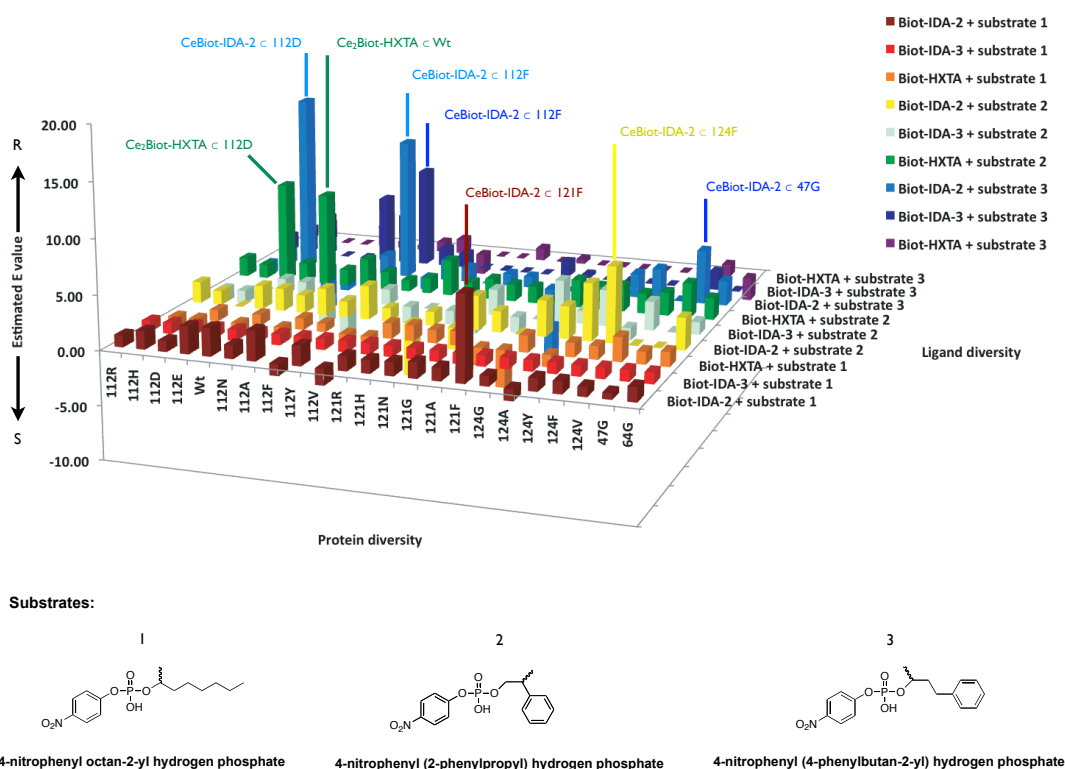 CeBiot-IDA-2 ⊂ 112D
Ce₂Biot-HXTA ⊂ Wt
CeBiot-IDA-2 ⊂ 112F
CeBiot-IDA-2 ⊂ 112F
Ce₂Biot-HXTA ⊂ 112D
CeBiot-IDA-2 ⊂ 124F
CeBiot-IDA-2 ⊂ 121F
CeBiot-IDA-2 ⊂ 47G
Biot-IDA-2 + substrate 1
Biot-IDA-3 + substrate 1
Biot-HXTA + substrate 1
Biot-IDA-2 + substrate 2
Biot-IDA-3 + substrate 2
Biot-HXTA + substrate 2
Biot-IDA-2 + substrate 3
Biot-IDA-3 + substrate 3
Biot-HXTA + substrate 3
R
Estimated E value
S
20.00
15.00
10.00
5.00
0.00
-5.00
-10.00
112R
112H
112D
112E
Wt
112N
112A
112F
112Y
112V
121R
121H
121N
121G
121A
121F
124G
124A
124Y
124F
124V
47G
64G
Protein diversity
Biot-HXTA + substrate 3
Biot-IDA-3 + substrate 3
Biot-IDA-2 + substrate 3
Biot-HXTA + substrate 2
Biot-IDA-3 + substrate 2
Biot-IDA-2 + substrate 2
Biot-HXTA + substrate 1
Biot-IDA-3 + substrate 1
Biot-IDA-2 + substrate 1
Ligand diversity
Substrates:
1
2
3
O
O P O
OH
O₂N
O
O P O
OH
O₂N
O
O P O
OH
O₂N
4-nitrophenyl octan-2-yl hydrogen phosphate
4-nitrophenyl (2-phenylpropyl) hydrogen phosphate
4-nitrophenyl (4-phenylbutan-2-yl) hydrogen phosphate